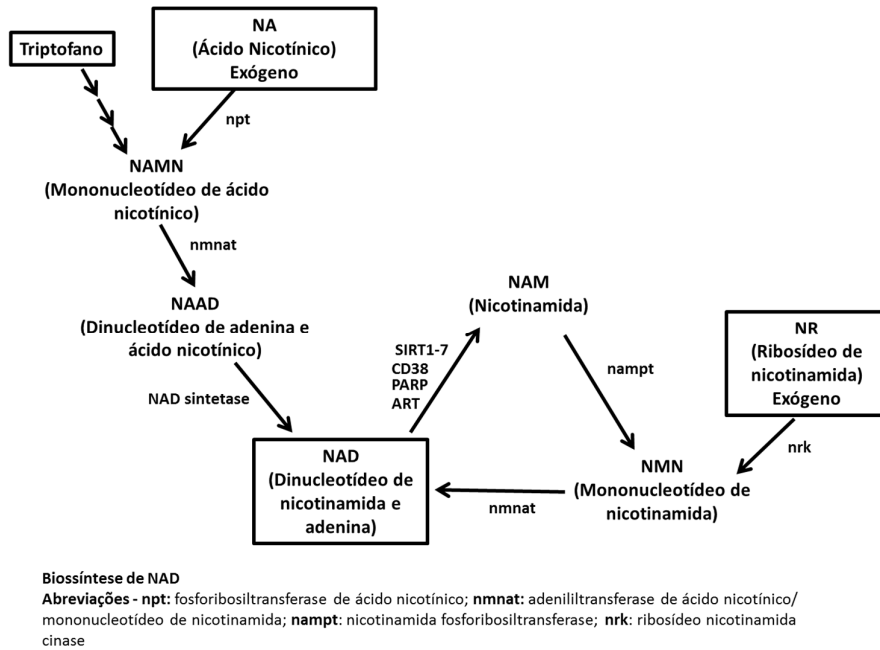 Triptofano
NA
(Ácido Nicotínico)
Exógeno
npt
NAMN
(Mononucleotídeo de ácido
nicotínico)
nmnat
NAAD
(Dinucleotídeo de adenina e
ácido nicotínico)
NAD sintetase
NAM
(Nicotinamida)
SIRT1-7
CD38
PARP
ART
nampt
NR
(Ribosídeo de
nicotinamida)
Exógeno
nrk
NAD
(Dinucleotídeo de
nicotinamida e
adenina)
nmnat
NMN
(Mononucleotídeo de
nicotinamida)
Biossíntese de NAD
Abreviações - npt: fosforibosiltransferase de ácido nicotínico; nmnat: adenililtransferase de ácido nicotínico/
mononucleotídeo de nicotinamida; nampt: nicotinamida fosforibosiltransferase; nrk: ribosídeo nicotinamida
cinase